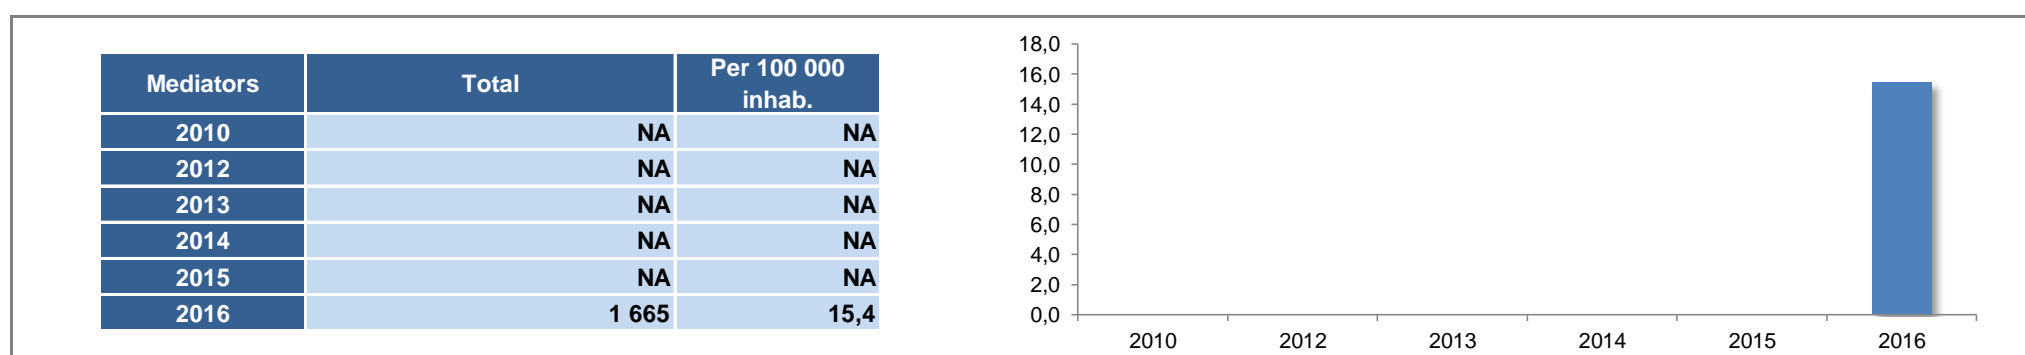 Mediators Total Per 100 000 inhab.
2010 NA NA
2012 NA NA
2013 NA NA
2014 NA NA
2015 NA NA
2016 1 665 15,4
18,0
16,0
14,0
12,0
10,0
8,0
6,0
4,0
2,0
0,0
2010 2012 2013 2014 2015 2016